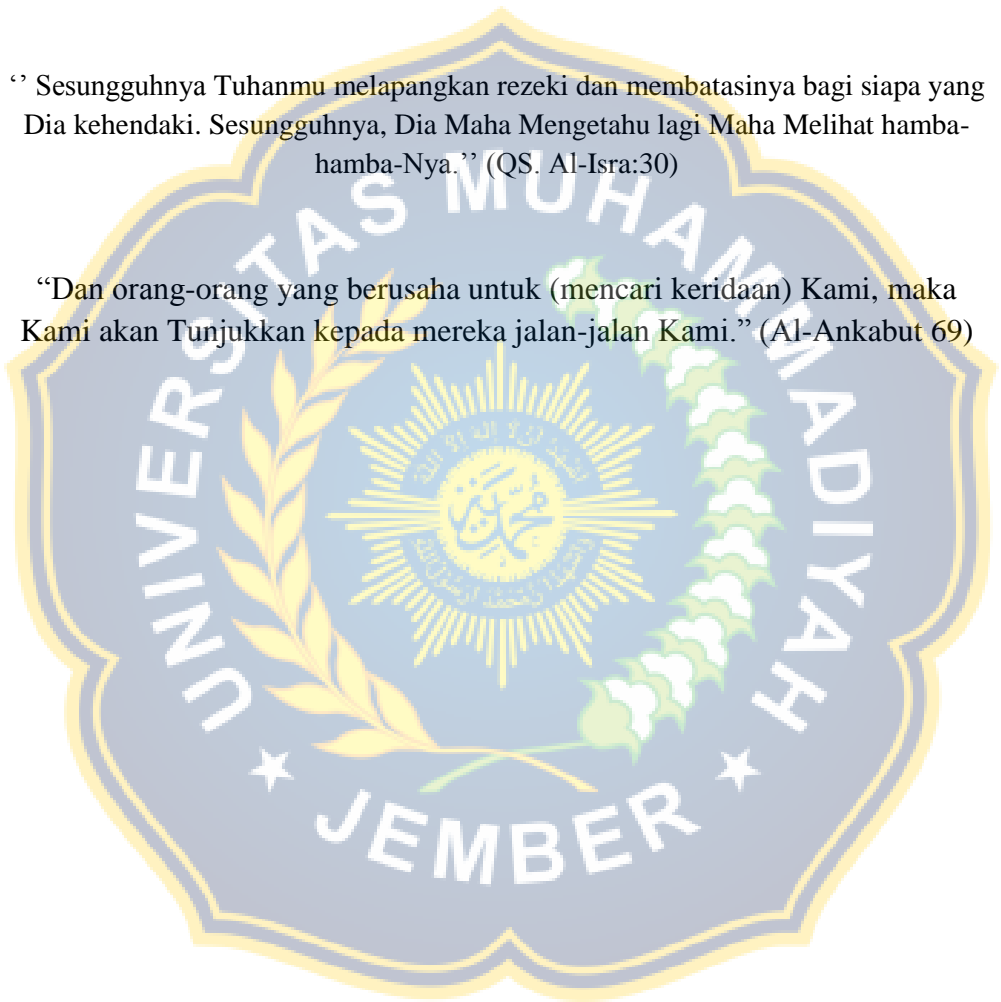 ‘’ Sesungguhnya Tuhanmu melapangkan rezeki dan membatasinya bagi siapa yang
Dia kehendaki. Sesungguhnya, Dia Maha Mengetahu lagi Maha Melihat hamba-
hamba-Nya.’’ (QS. Al-Isra:30)
“Dan orang-orang yang berusaha untuk (mencari keridaan) Kami, maka
Kami akan Tunjukkan kepada mereka jalan-jalan Kami.” (Al-Ankabut 69)
UNIVERSITAS MUHAMMADIYAH
JEMBER
محمدية